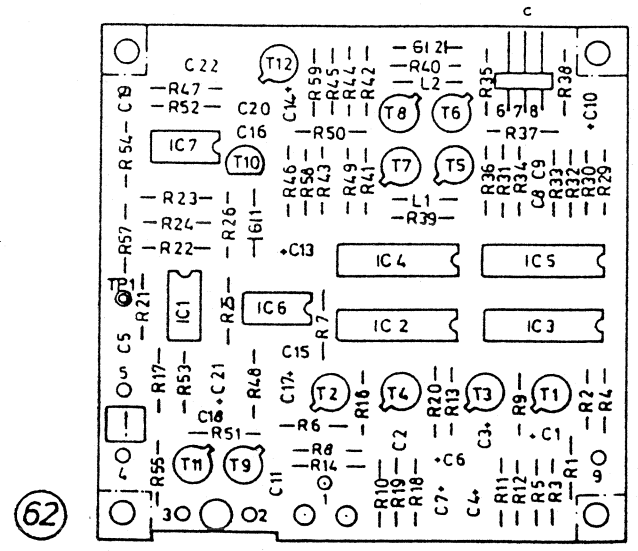 C
C22
T12
R59
R45
R44
R42
G1 21
R40
L2
R35
R38
C19
R47
R52
C20
C14+
T8
T6
6 7 8
+C10
C16
R50
R37
R54
IC7
T10
T7
T5
R46
R58
R43
R49
R41
R36
R31
R34
C8
C9
R33
R32
R30
R29
R23
R24
R22
R26
L1
R39
R57
+C13
IC4
IC5
TP1
R21
IC1
R25
IC6
R7
IC2
IC3
C5
C15
5
R17
R53
+C21
R48
C17+
T2
R16
T4
R20
R13
T3
R9
T1
R2
R4
C18
R51
R6
C2
C3+
+C1
R8
R14
+C6
T11
T9
C11
R1
9
R55
R10
R19
R18
C7+
C4+
R11
R12
R5
R3
3
2
1
62